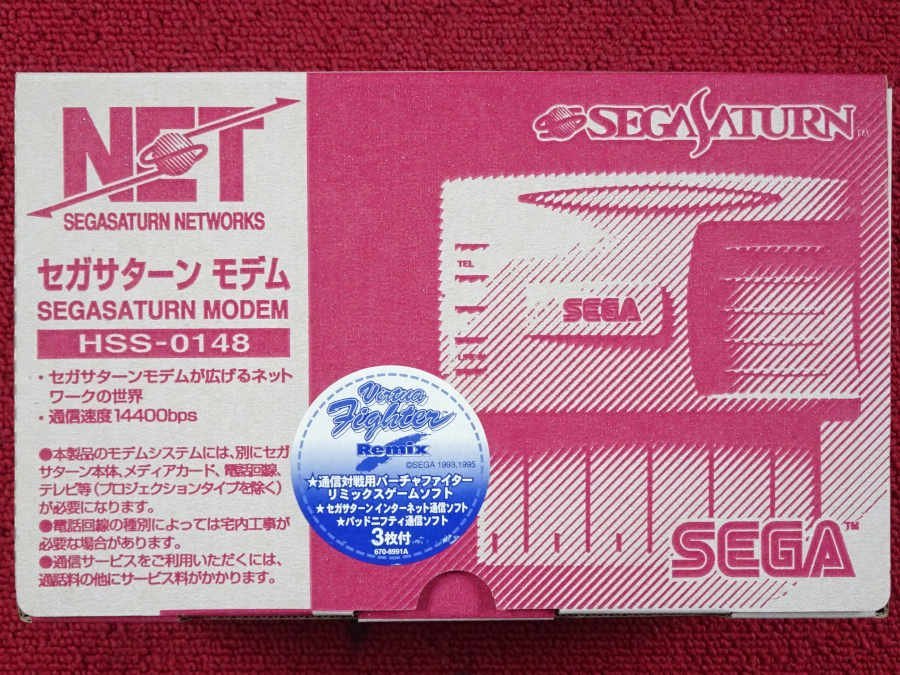 NET
SEGASATURN NETWORKS
セガサターン モデム
SEGASATURN MODEM
HSS-0148
・セガサターンモデムが広げるネット
ワークの世界
・通信速度14400bps
●本製品のモデムシステムには、別にセガ
サターン本体、メディアカード、電話回線、
テレビ等（プロジェクションタイプを除く）
が必要になります。
●電話回線の種別によっては宅内工事が
必要な場合があります。
●通信サービスをご利用いただくには、
通話料の他にサービス料がかかります。
SEGASATURN™
TEL
SEGA
Virtua
Fighter
Remix
©SEGA 1993,1995
★通信対戦用バーチャファイター
リミックスゲームソフト
★セガサターン インターネット通信ソフト
★パッドニフティ通信ソフト
3枚付
670-8991A
SEGA™